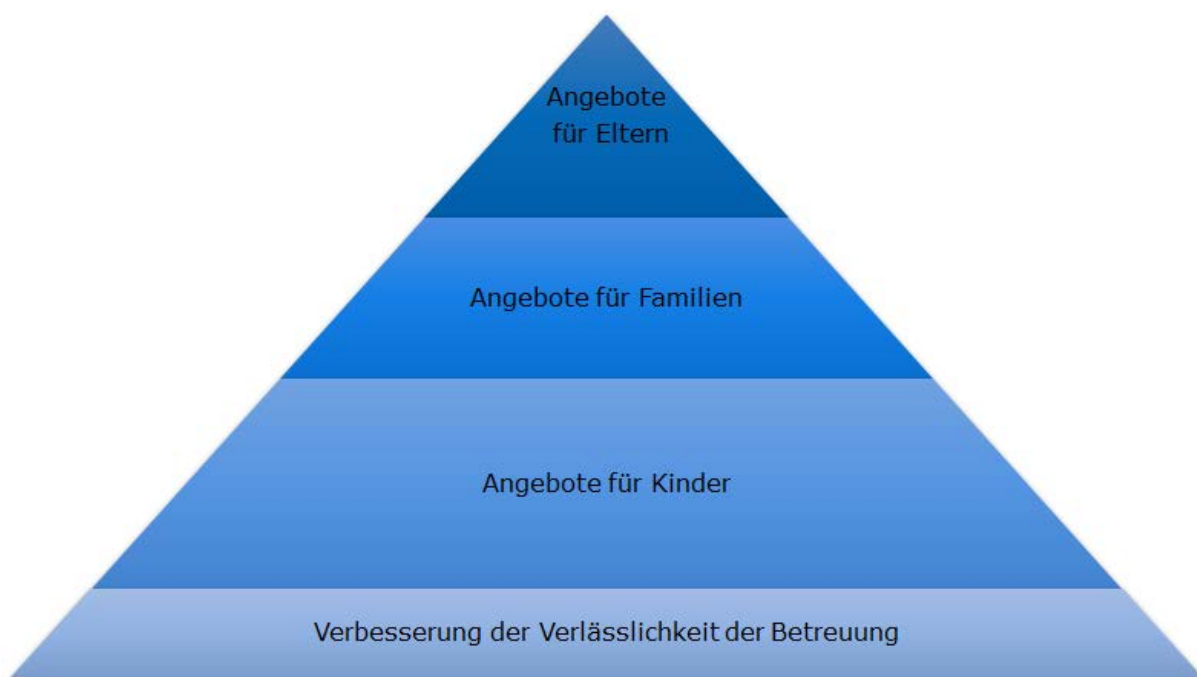 Angebote
für Eltern
Angebote für Familien
Angebote für Kinder
Verbesserung der Verlässlichkeit der Betreuung